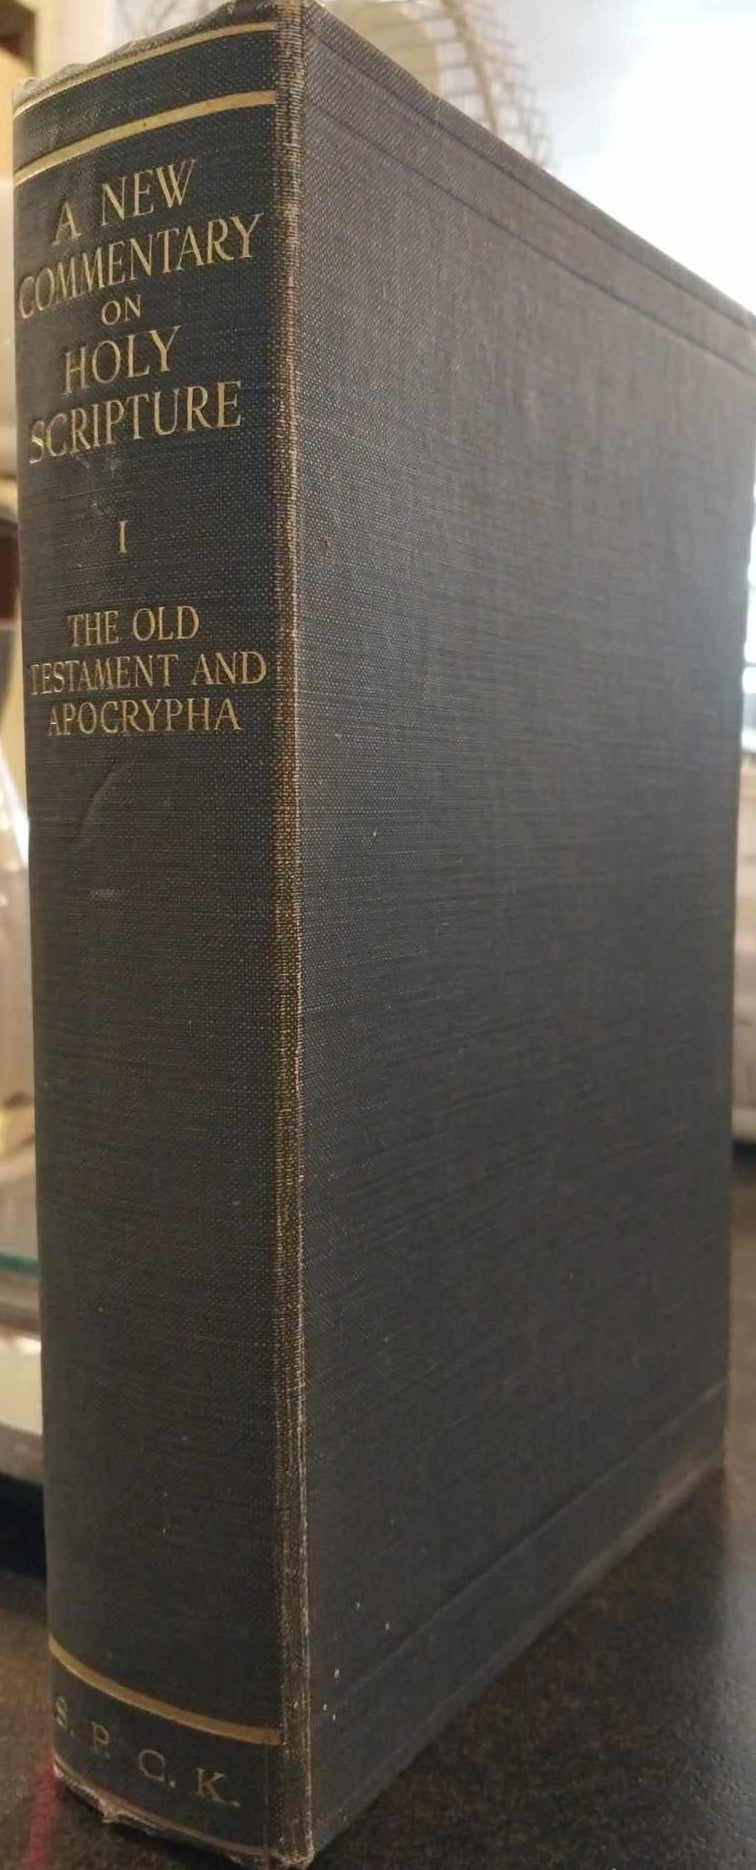 A NEW
COMMENTARY
ON
HOLY
SCRIPTURE
I
THE OLD
TESTAMENT AND
APOCRYPHA
S. P. C. K.